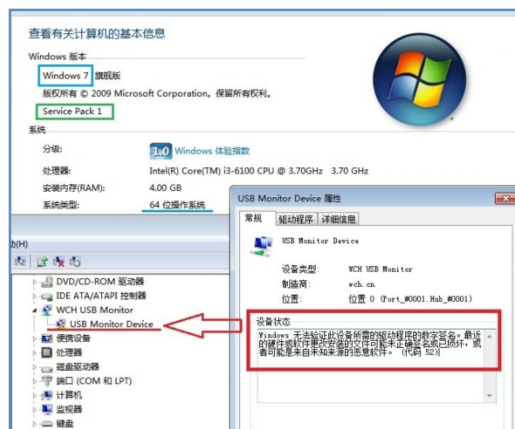 查看有关计算机的基本信息
Windows 版本
Windows 7 旗舰版
版权所有 © 2009 Microsoft Corporation。保留所有权利。
Service Pack 1
系统
分级:
1.0 Windows 体验指数
处理器:
Intel(R) Core(TM) i3-6100 CPU @ 3.70GHz 3.70 GHz
安装内存(RAM):
4.00 GB
系统类型:
64 位操作系统
(H)
DVD/CD-ROM 驱动器
IDE ATA/ATAPI 控制器
WCH USB Monitor
USB Monitor Device
便携设备
处理器
磁盘驱动器
端口 (COM 和 LPT)
计算机
监视器
键盘
USB Monitor Device 属性
常规 驱动程序 详细信息
USB Monitor Device
设备类型: WCH USB Monitor
制造商: wch.cn
位置: 位置 0 (Port_#0001.Hub_#0001)
设备状态
Windows 无法验证此设备所需的驱动程序的数字签名。最近
的硬件或软件更改安装的文件可能未正确签名或已损坏，或
者可能是来自未知来源的恶意软件。 (代码 52)